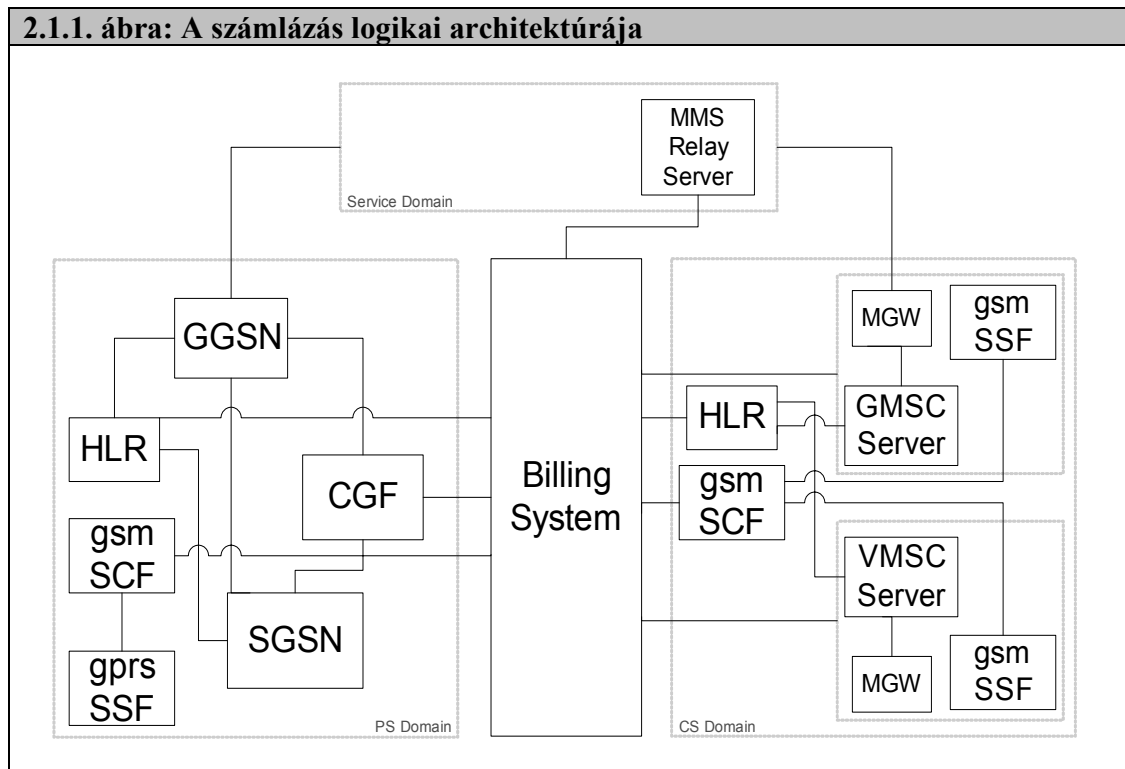 2.1.1. ábra: A számlázás logikai architektúrája
MMS
Relay
Server
Service Domain
GGSN
HLR
CGF
gsm
SCF
SGSN
gprs
SSF
PS Domain
Billing
System
MGW
gsm
SSF
HLR
GMSC
Server
gsm
SCF
VMSC
Server
MGW
gsm
SSF
CS Domain